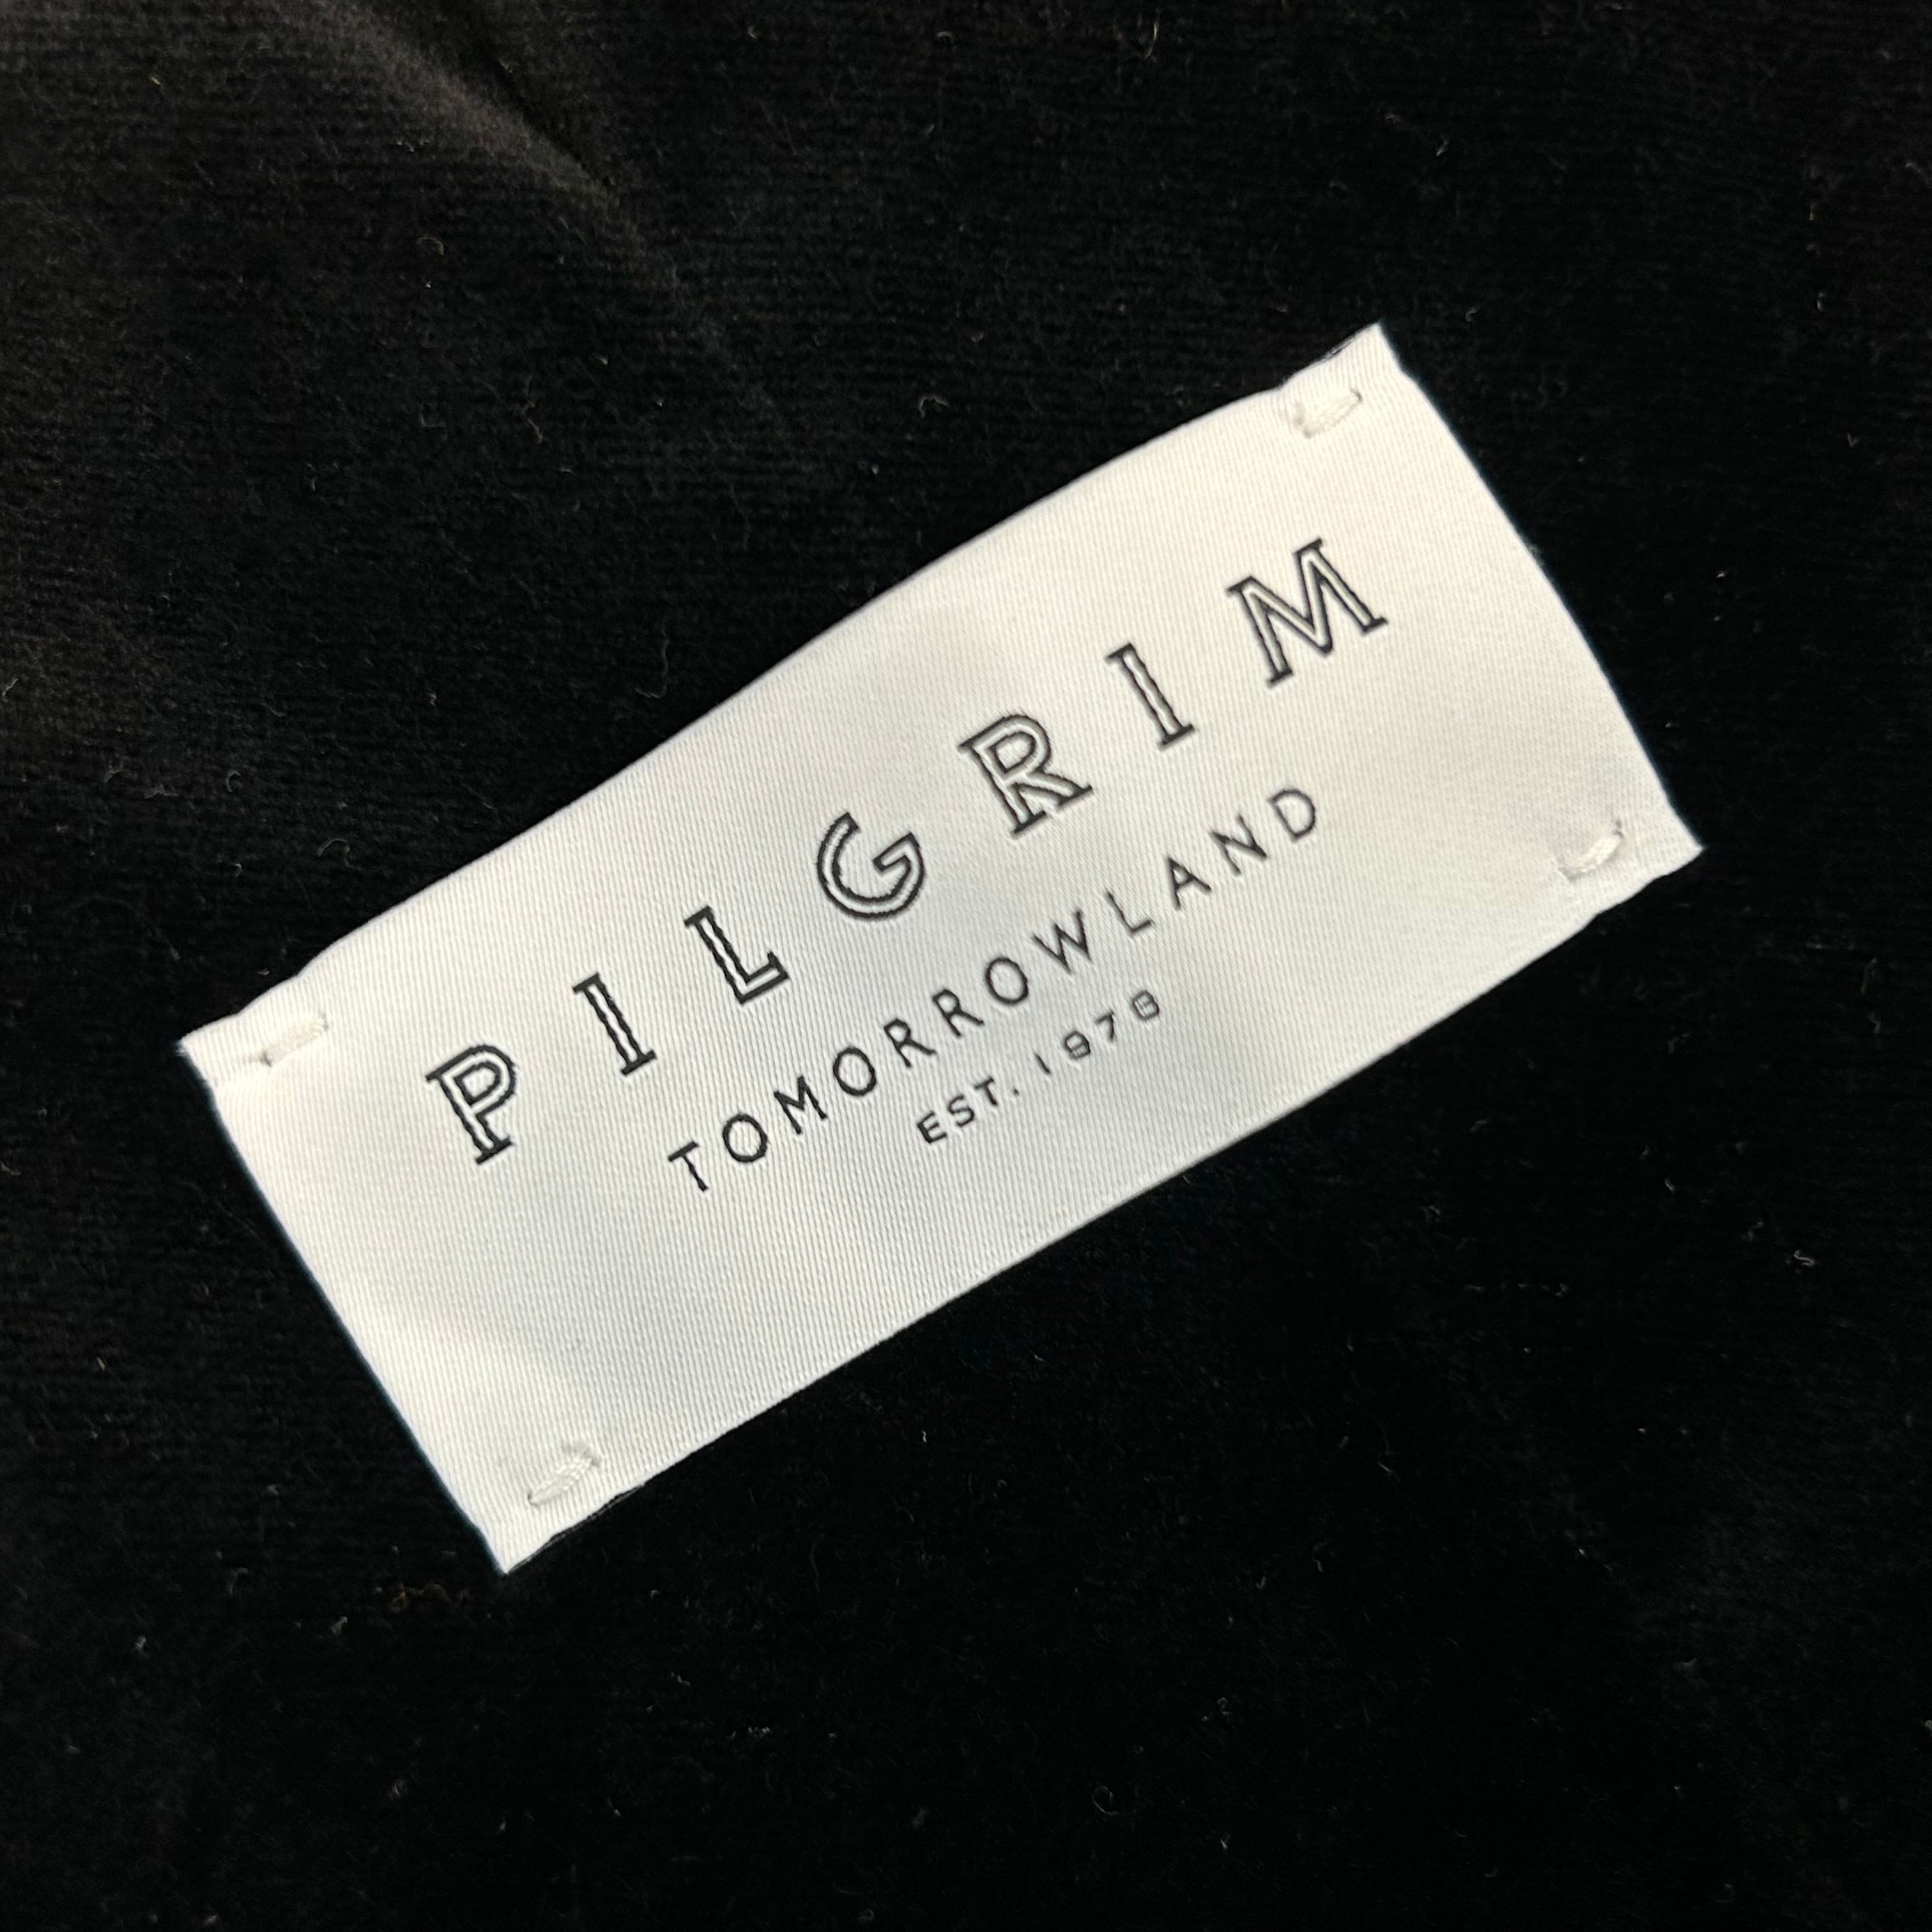 PILGRIM
TOMORROWLAND
EST. 1978